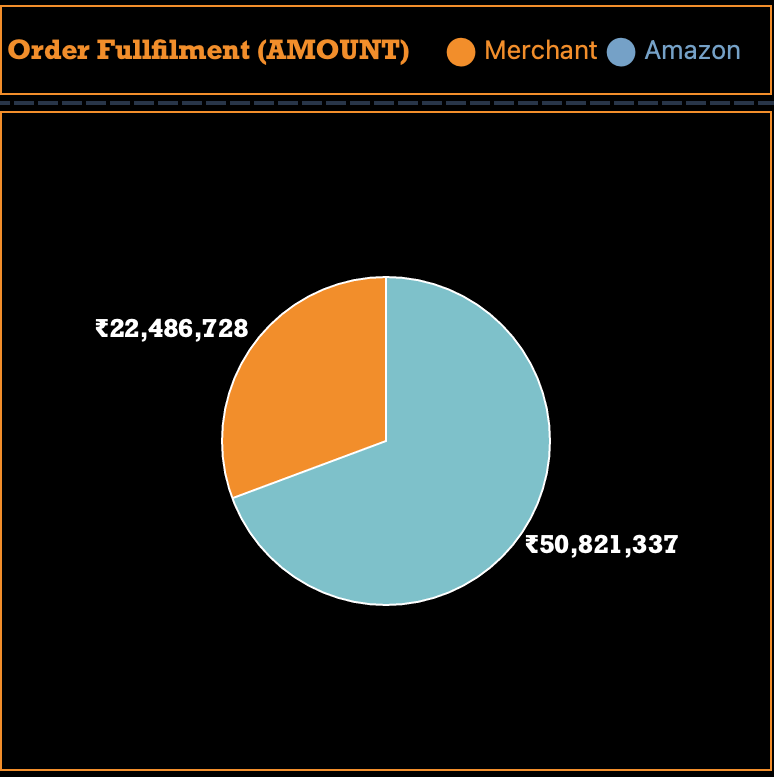 Order Fullfilment (AMOUNT) Merchant Amazon
₹22,486,728
₹50,821,337